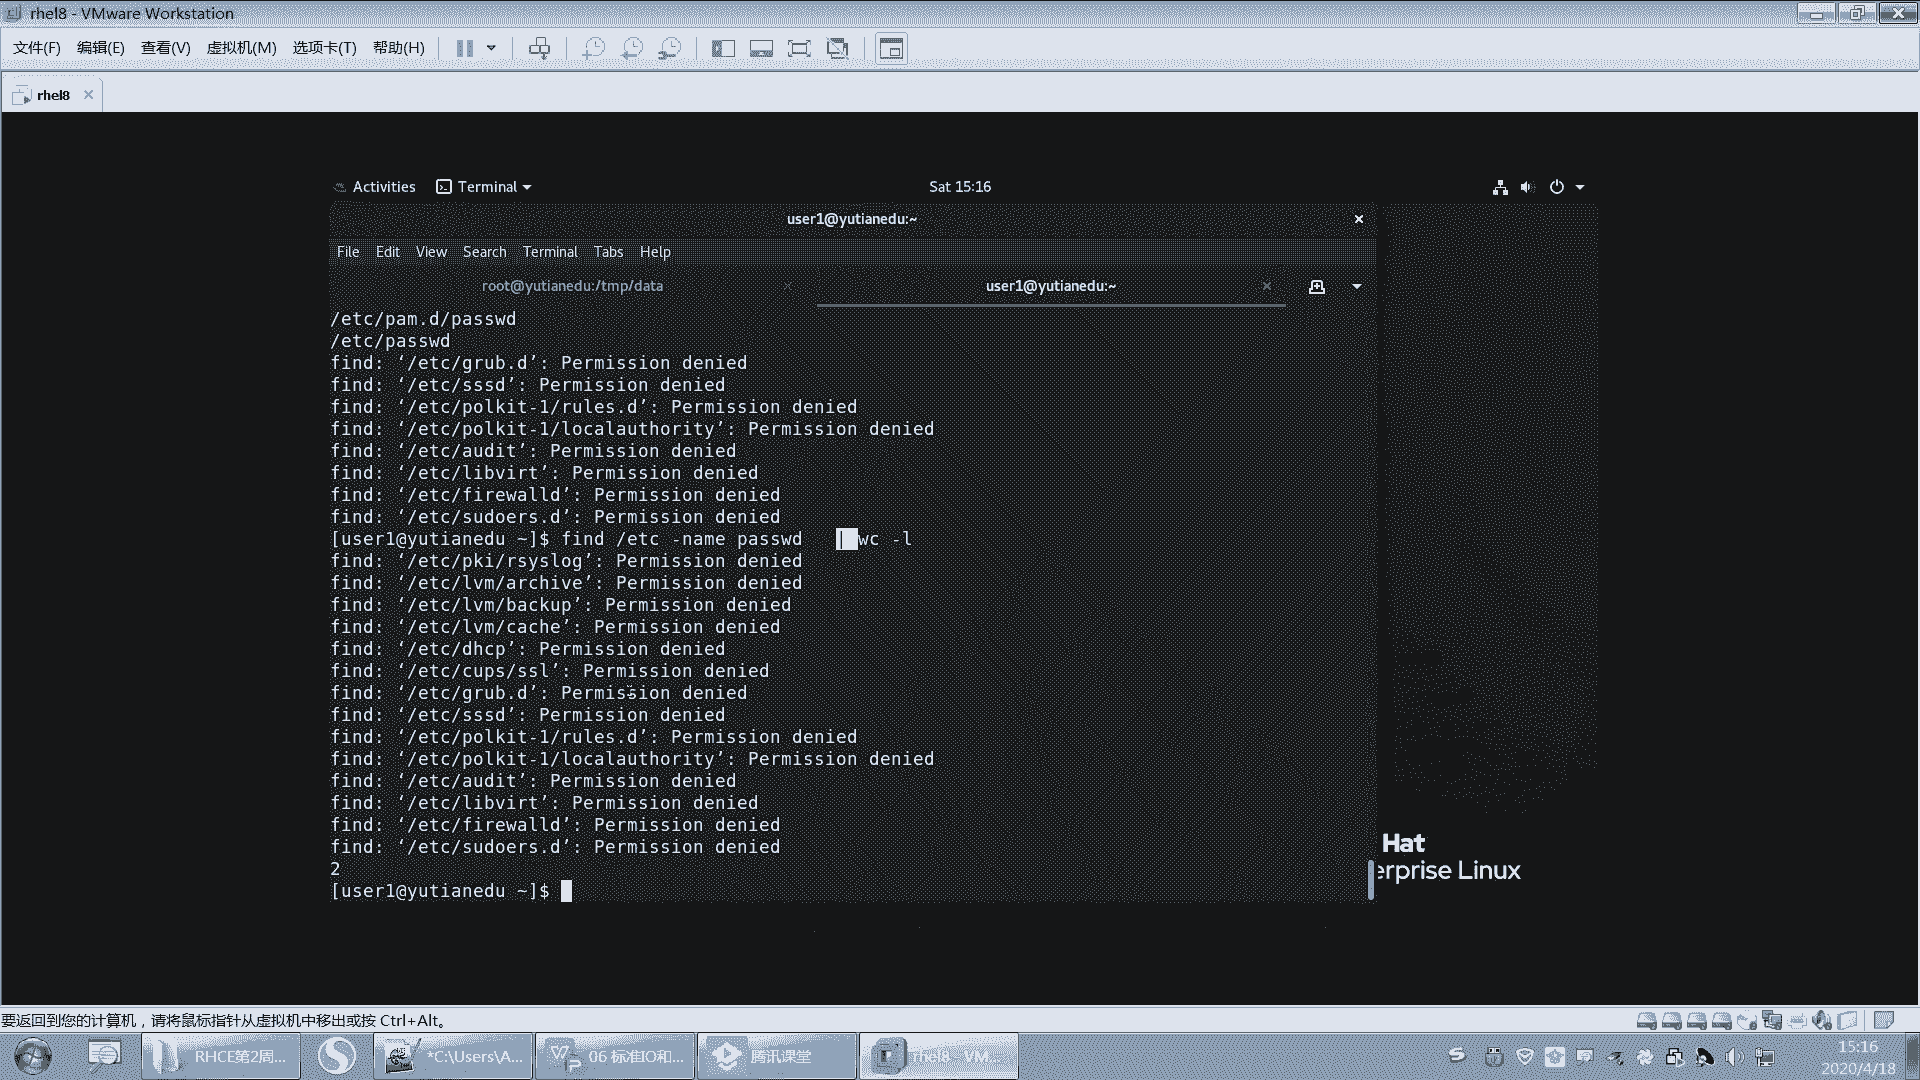 rhel8 - VMware Workstation
文件(F) 编辑(E) 查看(V) 虚拟机(M) 选项卡(T) 帮助(H)
rhel8
Activities Terminal Sat 15:16
user1@yutianedu:~
File Edit View Search Terminal Tabs Help
root@yutianedu:/tmp/data user1@yutianedu:~
/etc/pam.d/passwd
/etc/passwd
find: ‘/etc/grub.d’: Permission denied
find: ‘/etc/sssd’: Permission denied
find: ‘/etc/polkit-1/rules.d’: Permission denied
find: ‘/etc/polkit-1/localauthority’: Permission denied
find: ‘/etc/audit’: Permission denied
find: ‘/etc/libvirt’: Permission denied
find: ‘/etc/firewalld’: Permission denied
find: ‘/etc/sudoers.d’: Permission denied
[user1@yutianedu ~]$ find /etc -name passwd | wc -l
find: ‘/etc/pki/rsyslog’: Permission denied
find: ‘/etc/lvm/archive’: Permission denied
find: ‘/etc/lvm/backup’: Permission denied
find: ‘/etc/lvm/cache’: Permission denied
find: ‘/etc/dhcp’: Permission denied
find: ‘/etc/cups/ssl’: Permission denied
find: ‘/etc/grub.d’: Permission denied
find: ‘/etc/sssd’: Permission denied
find: ‘/etc/polkit-1/rules.d’: Permission denied
find: ‘/etc/polkit-1/localauthority’: Permission denied
find: ‘/etc/audit’: Permission denied
find: ‘/etc/libvirt’: Permission denied
find: ‘/etc/firewalld’: Permission denied
find: ‘/etc/sudoers.d’: Permission denied
2
[user1@yutianedu ~]$
Hat
erprise Linux
要返回到您的计算机，请将鼠标指针从虚拟机中移出或按 Ctrl+Alt。
RHCE第2周... *C:\Users\A... 06 标准IO和... 腾讯课堂 rhel8 - VM... 15:16
2020/4/18